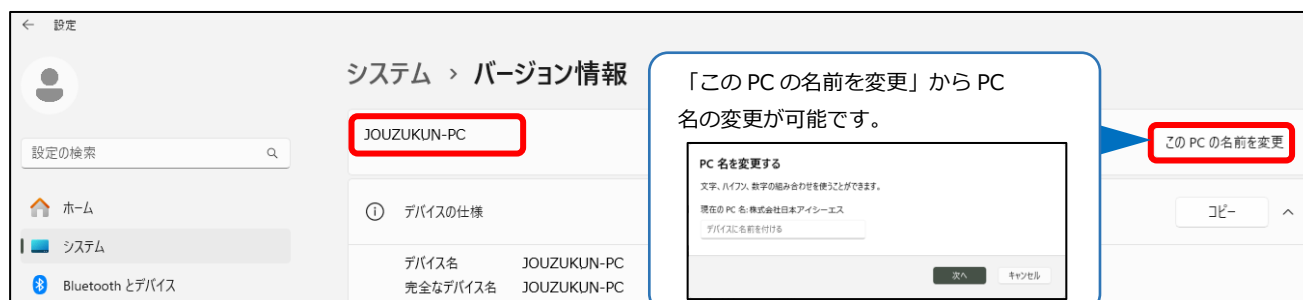 ← 設定
システム › バージョン情報
JOUZUKUN-PC
「この PC の名前を変更」から PC
名の変更が可能です。
この PC の名前を変更
設定の検索
PC 名を変更する
文字、ハイフン、数字の組み合わせを使うことができます。
現在の PC 名: 株式会社日本アイシーエス
デバイスに名前を付ける
次へ キャンセル
ホーム
システム
Bluetooth とデバイス
デバイスの仕様
コピー
デバイス名 JOUZUKUN-PC
完全なデバイス名 JOUZUKUN-PC